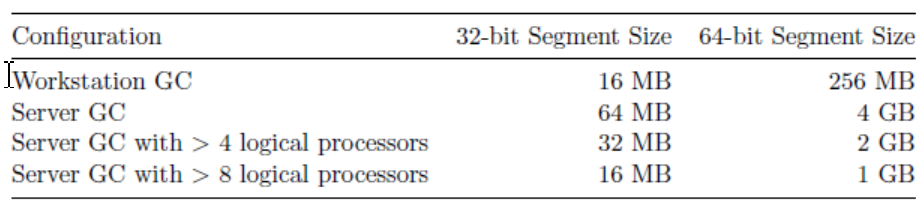 Configuration 32-bit Segment Size 64-bit Segment Size
Workstation GC 16 MB 256 MB
Server GC 64 MB 4 GB
Server GC with > 4 logical processors 32 MB 2 GB
Server GC with > 8 logical processors 16 MB 1 GB